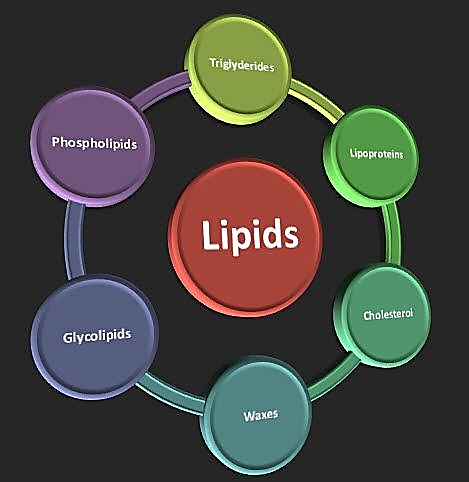 Triglyderides
Lipoproteins
Cholesterol
Waxes
Glycolipids
Phospholipids
Lipids